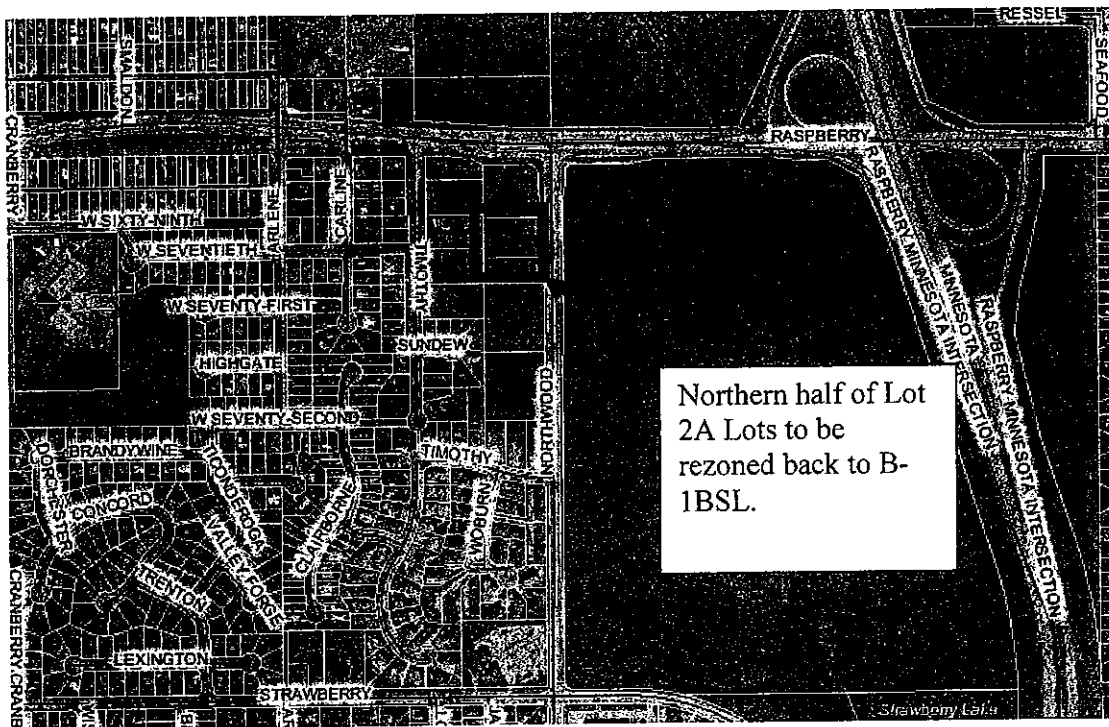 RESSEL
SEAFOOD
SMALLDON
CRANBERRY
RASPBERRY
RASPBERRY MINNESOTA INTERSECTION
ARLENE
CARLINE
W SIXTY-NINTH
W SEVENTIETH
TIMOTHY
MINNESOTA
RASPBERRY MINNESOTA INTERSECTION
W SEVENTY-FIRST
SUNDEW
HIGHGATE
NORTHWOOD
Northern half of Lot
2A Lots to be
rezoned back to B-
1BSL.
W SEVENTY-SECOND
BRANDYWINE
TICONDEROGA
TIMOTHY
DORCHESTER
CONCORD
CLAIRBORNE
WOBURN
VALLEY FORGE
TRENTON
CRANBERRY
LEXINGTON
STRAWBERRY
Strawberry Lake